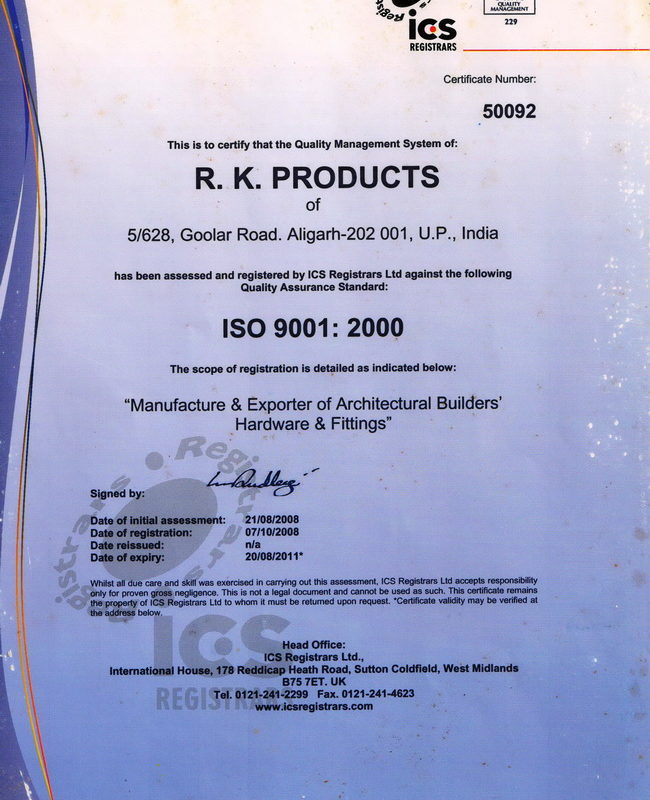 ICS
REGISTRARS
QUALITY
MANAGEMENT
229
Certificate Number:
50092
This is to certify that the Quality Management System of:
R. K. PRODUCTS
of
5/628, Goolar Road. Aligarh-202 001, U.P., India
has been assessed and registered by ICS Registrars Ltd against the following
Quality Assurance Standard:
ISO 9001: 2000
The scope of registration is detailed as indicated below:
“Manufacture & Exporter of Architectural Builders’
Hardware & Fittings”
Registrars
Signed by:
Date of initial assessment: 21/08/2008
Date of registration: 07/10/2008
Date reissued: n/a
Date of expiry: 20/08/2011*
Whilst all due care and skill was exercised in carrying out this assessment, ICS Registrars Ltd accepts responsibility
only for proven gross negligence. This is not a legal document and cannot be used as such. This certificate remains
the property of ICS Registrars Ltd to whom it must be returned upon request. *Certificate validity may be verified at
the address below.
ICS
REGISTRARS
Head Office:
ICS Registrars Ltd.,
International House, 178 Reddicap Heath Road, Sutton Coldfield, West Midlands
B75 7ET. UK
Tel. 0121-241-2299 Fax. 0121-241-4623
www.icsregistrars.com